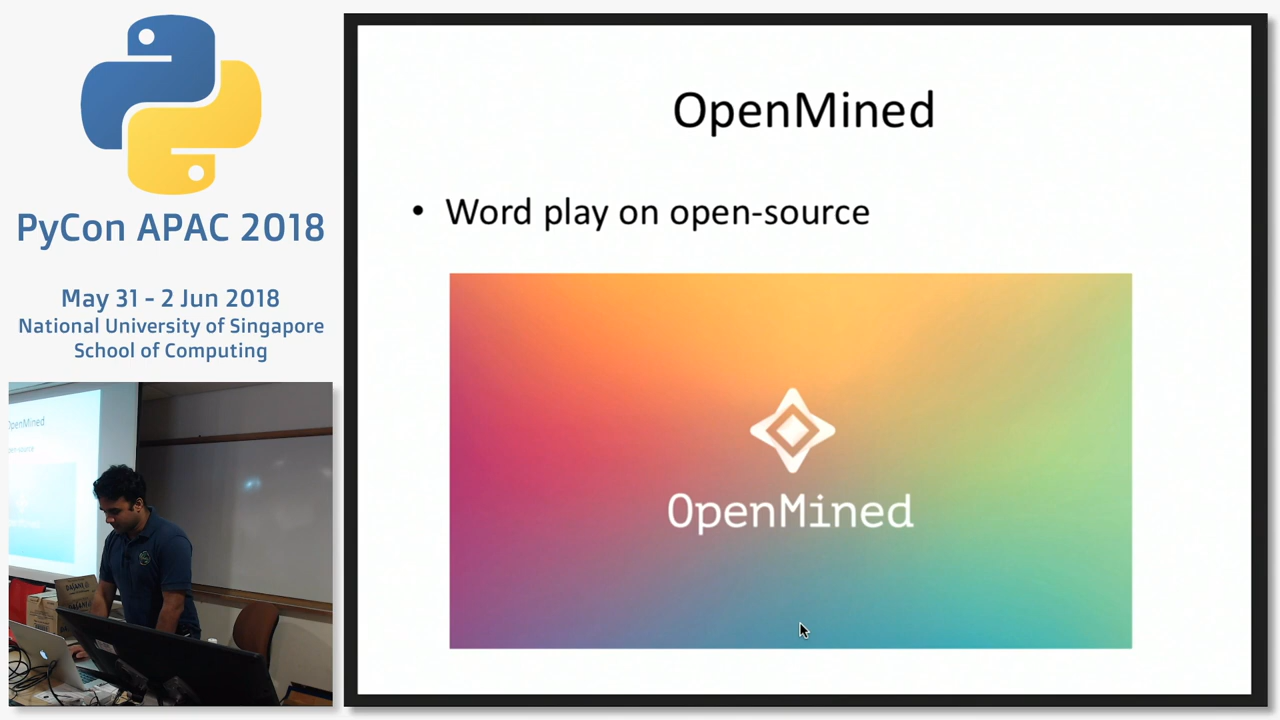 PyCon APAC 2018
May 31 - 2 Jun 2018
National University of Singapore
School of Computing
OpenMined
• Word play on open-source
OpenMined
OpenMined